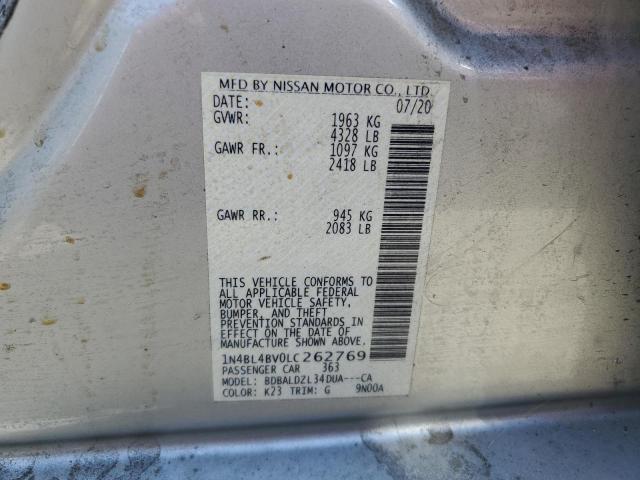 MFD BY NISSAN MOTOR CO., LTD.
DATE: 07/20
GVWR: 1963 KG
4328 LB
GAWR FR.: 1097 KG
2418 LB
GAWR RR.: 945 KG
2083 LB
THIS VEHICLE CONFORMS TO
ALL APPLICABLE FEDERAL
MOTOR VEHICLE SAFETY,
BUMPER, AND THEFT
PREVENTION STANDARDS IN
EFFECT ON THE DATE OF
MANUFACTURE SHOWN ABOVE.
1N4BL4BV0LC262769
PASSENGER CAR 363
MODEL: BDBALDZL34DUA---CA
COLOR: K23 TRIM: G 9N00A